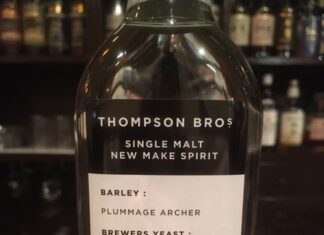 THOMPSON BROS
SINGLE MALT
NEW MAKE SPIRIT
BARLEY :
PLUMMAGE ARCHER
BREWERS YEAST :